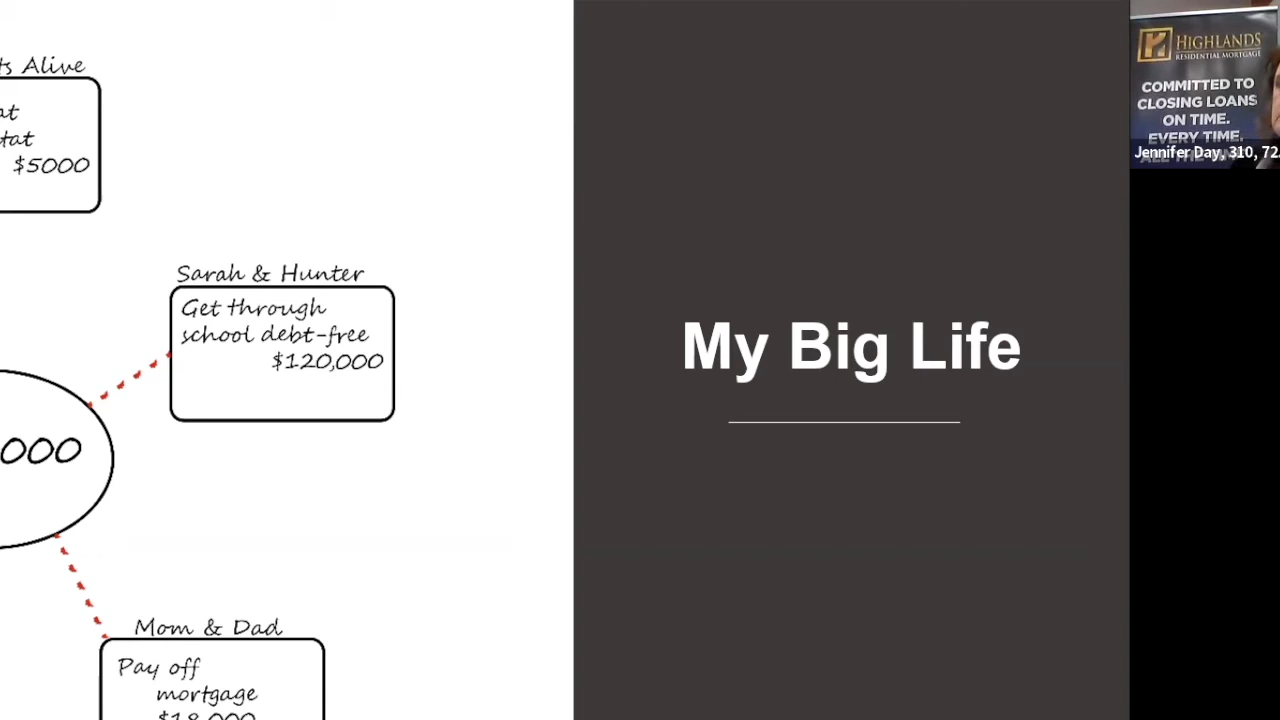 ts Alive
at
tat
$5000
Sarah & Hunter
Get through
school debt-free
$120,000
000
Mom & Dad
Pay off
mortgage
$18,000
My Big Life
HIGHLANDS
RESIDENTIAL MORTGAGE
COMMITTED TO
CLOSING LOANS
ON TIME.
EVERY TIME.
Jennifer Day, 310, 72